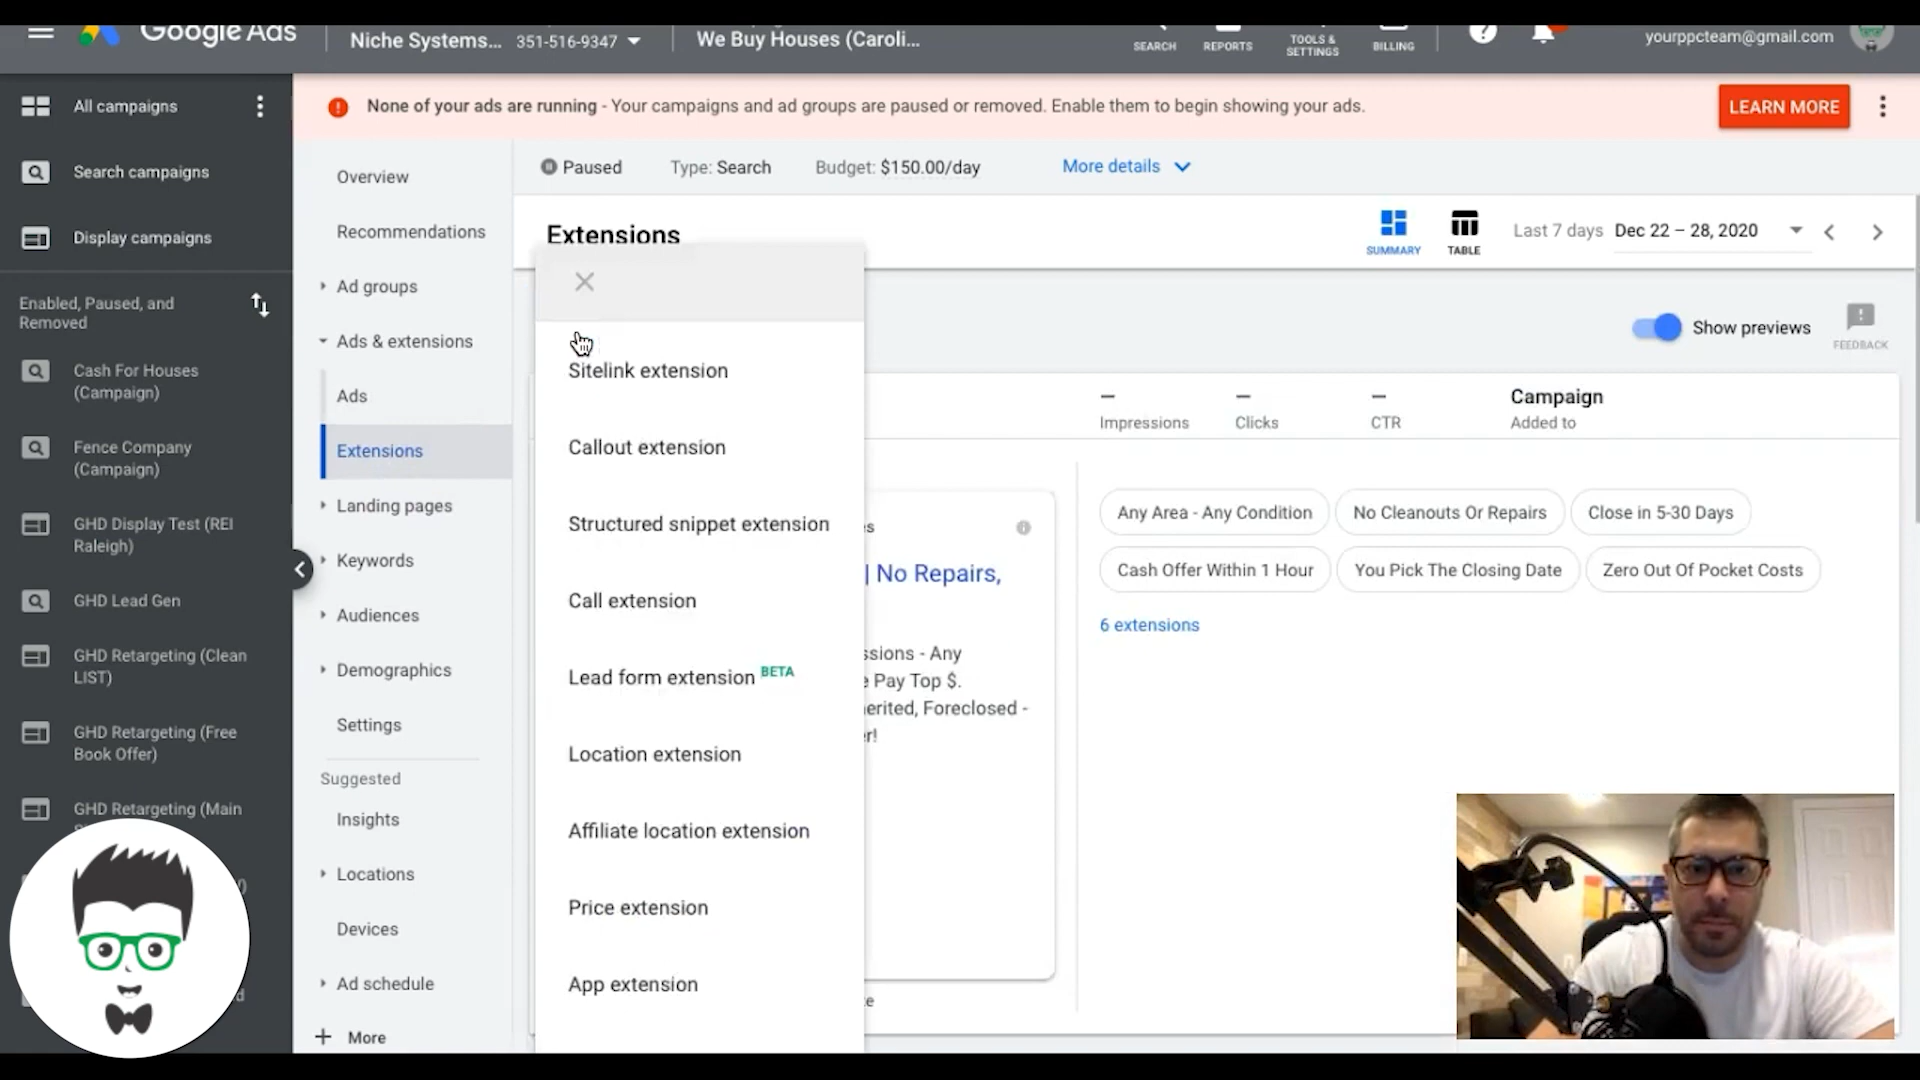 Google Ads
Niche Systems... 351-516-9347
We Buy Houses (Caroli...
SEARCH
REPORTS
TOOLS &
SETTINGS
BILLING
yourppcteam@gmail.com
All campaigns
Search campaigns
Display campaigns
Enabled, Paused, and
Removed
Cash For Houses
(Campaign)
Fence Company
(Campaign)
GHD Display Test (REI
Raleigh)
GHD Lead Gen
GHD Retargeting (Clean
LIST)
GHD Retargeting (Free
Book Offer)
GHD Retargeting (Main
None of your ads are running - Your campaigns and ad groups are paused or removed. Enable them to begin showing your ads.
LEARN MORE
Overview
Recommendations
Ad groups
Ads & extensions
Ads
Extensions
Landing pages
Keywords
Audiences
Demographics
Settings
Suggested
Insights
Locations
Devices
Ad schedule
More
Paused
Type: Search
Budget: $150.00/day
More details
Extensions
SUMMARY
TABLE
Last 7 days Dec 22 – 28, 2020
Show previews
FEEDBACK
Sitelink extension
Callout extension
Structured snippet extension
Call extension
Lead form extension BETA
Location extension
Affiliate location extension
Price extension
App extension
| No Repairs,
ssions - Any
e Pay Top $.
erited, Foreclosed -
r!
–
Impressions
–
Clicks
–
CTR
Campaign
Added to
Any Area - Any Condition
No Cleanouts Or Repairs
Close in 5-30 Days
Cash Offer Within 1 Hour
You Pick The Closing Date
Zero Out Of Pocket Costs
6 extensions